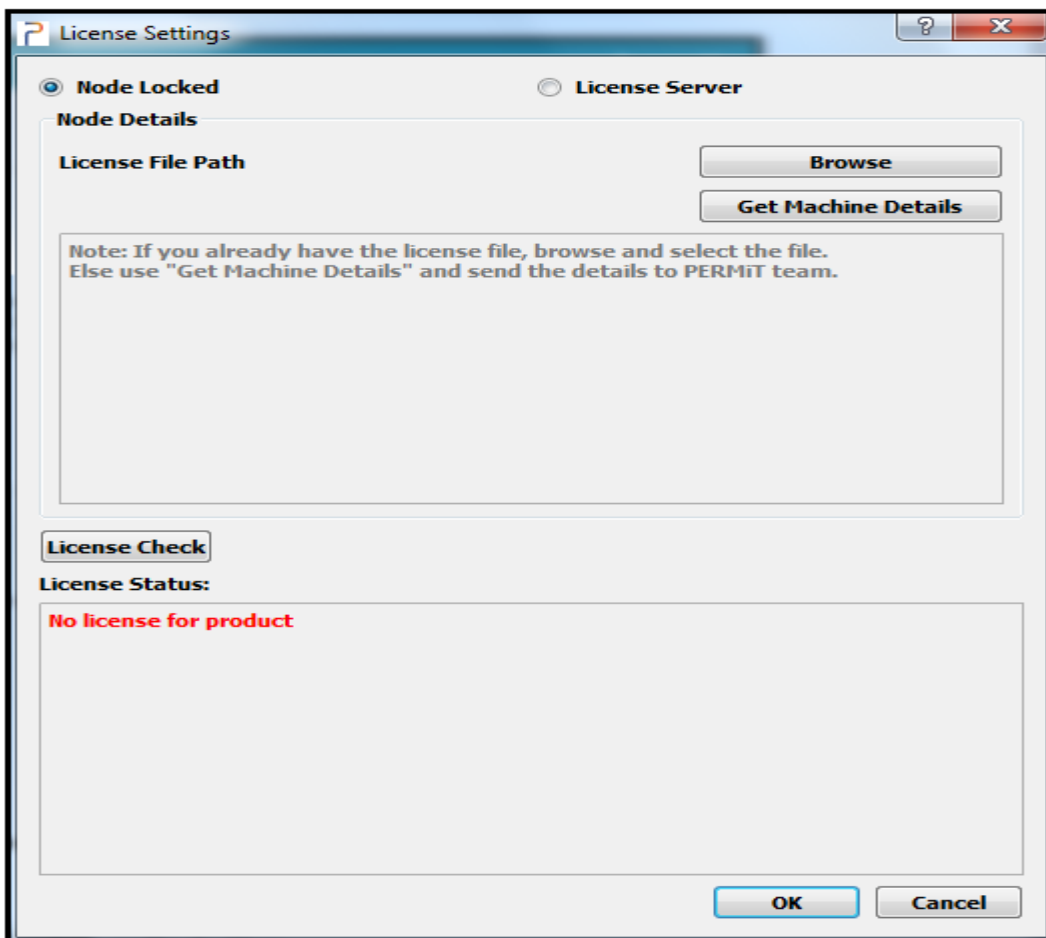 License Settings
Node Locked
License Server
Node Details
License File Path
Browse
Get Machine Details
Note: If you already have the license file, browse and select the file.
Else use "Get Machine Details" and send the details to PERMiT team.
License Check
License Status:
No license for product
OK
Cancel